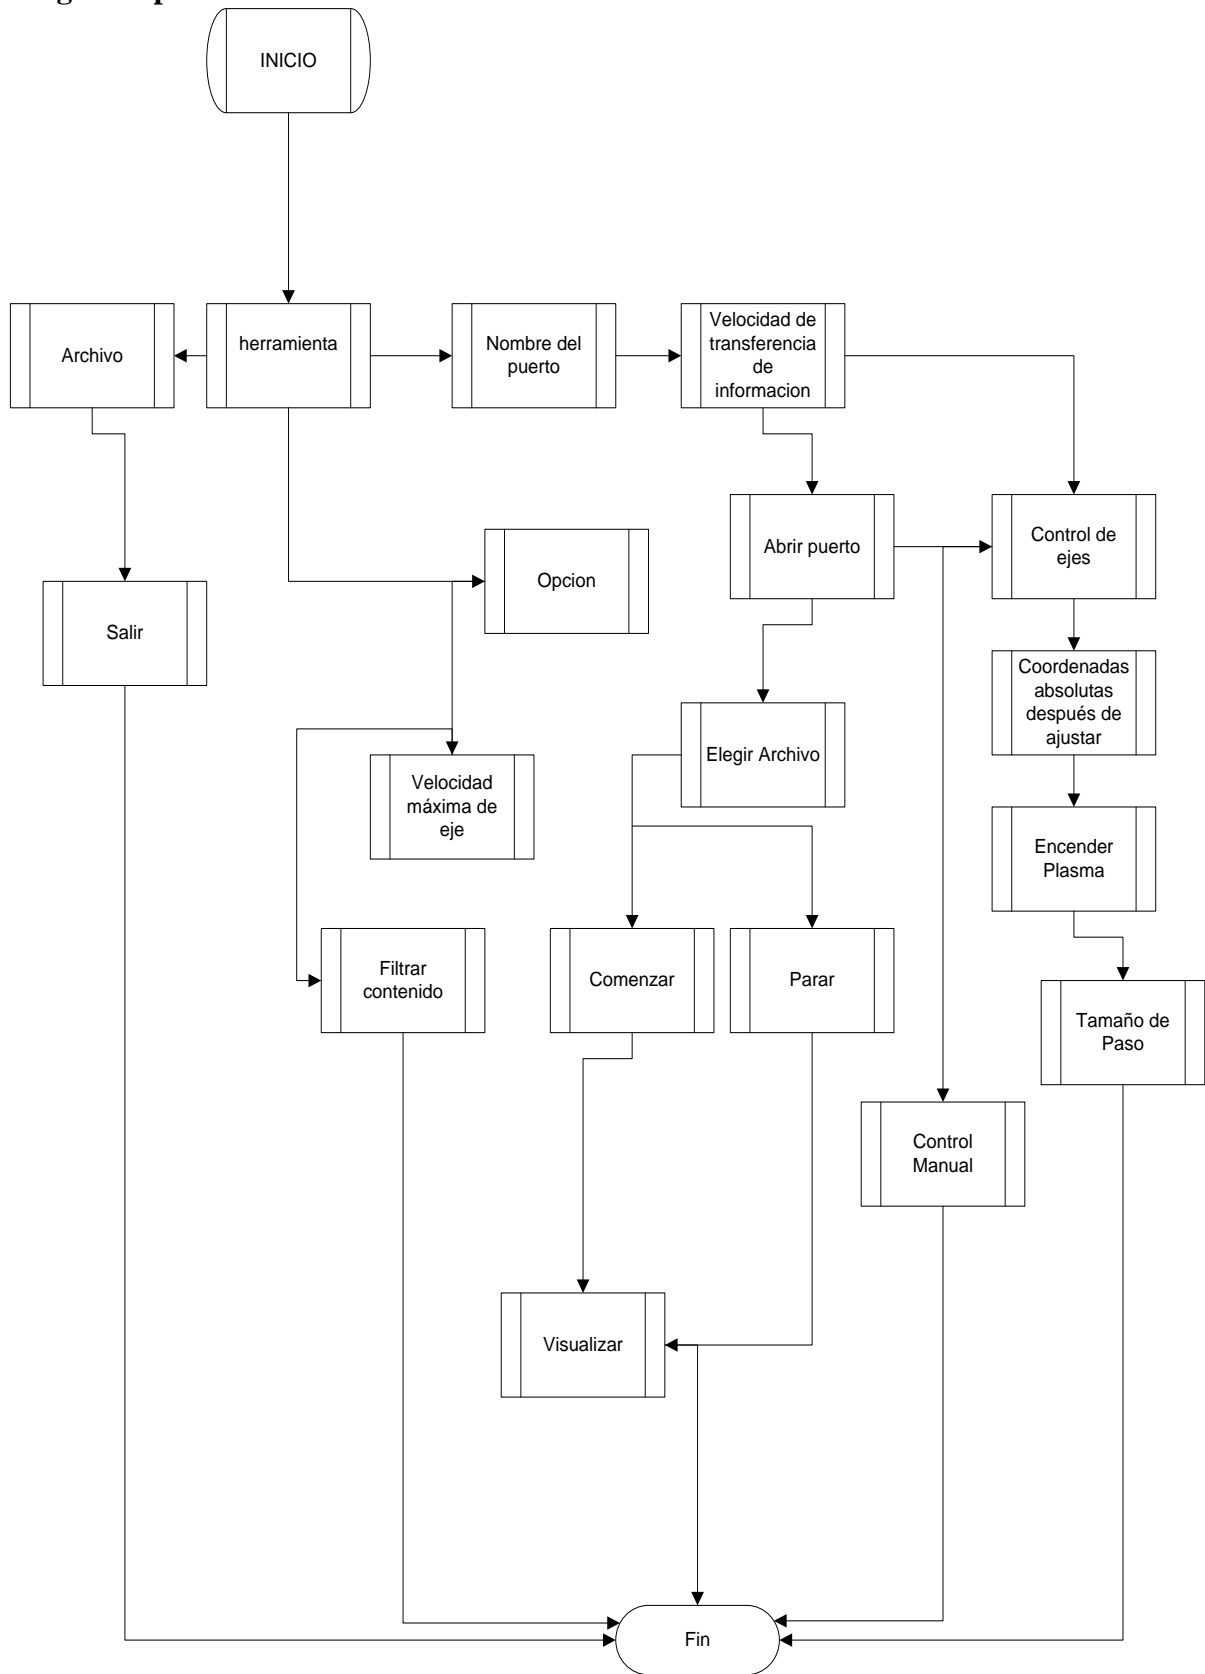 INICIO
Archivo
herramienta
Nombre del
puerto
Velocidad de
transferencia
de
informacion
Abrir puerto
Control de
ejes
Opcion
Salir
Coordenadas
absolutas
después de
ajustar
Elegir Archivo
Velocidad
máxima de
eje
Encender
Plasma
Filtrar
contenido
Comenzar
Parar
Tamaño de
Paso
Control
Manual
Visualizar
Fin